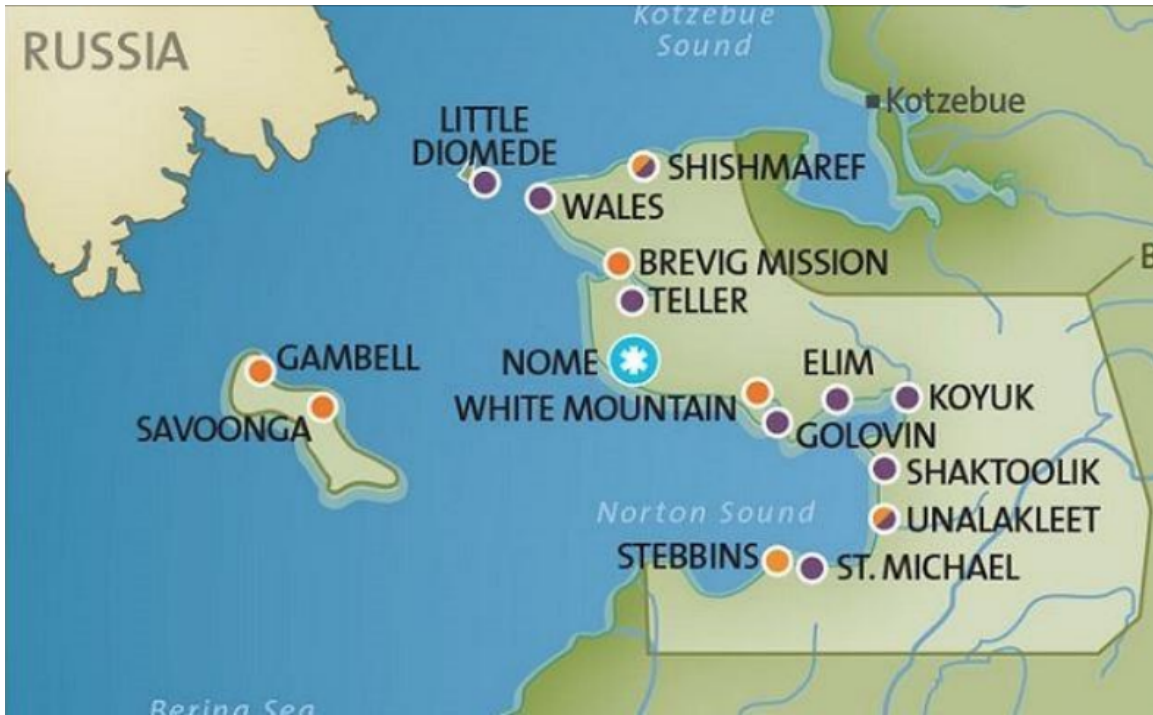 Kotzebue
Sound
RUSSIA
Kotzebue
LITTLE
DIOMEDE
SHISHMAREF
WALES
BREVIG MISSION
B
TELLER
GAMBELL
NOME
ELIM
WHITE MOUNTAIN
KOYUK
SAVOONGA
GOLOVIN
SHAKTOOLIK
Norton Sound
UNALAKLEET
STEBBINS
ST. MICHAEL
Bering Sea